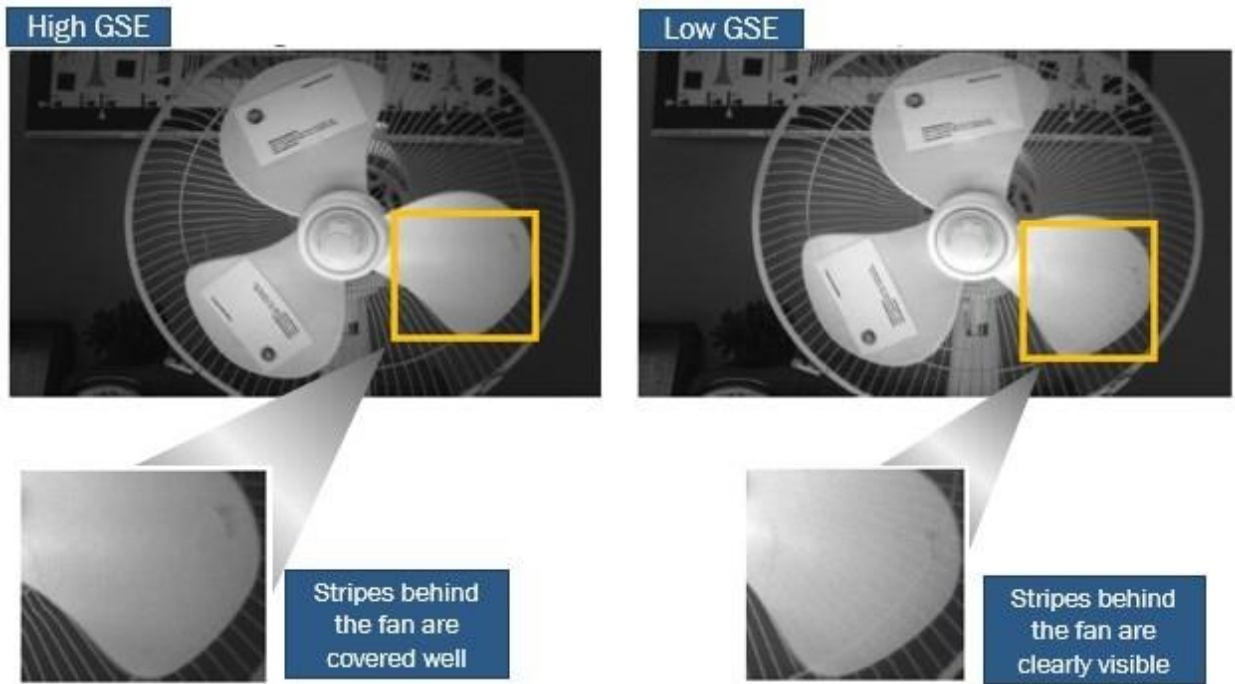 High GSE
Low GSE
Stripes behind
the fan are
covered well
Stripes behind
the fan are
clearly visible